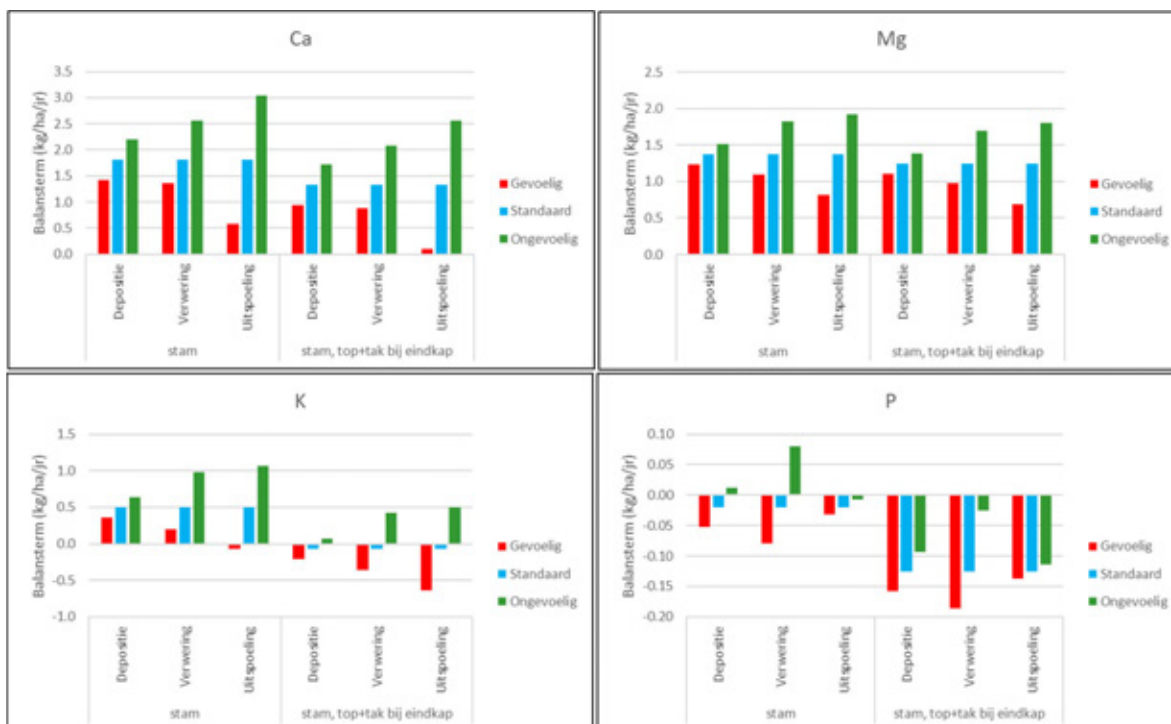 Ca
Balansterm (kg/ha/jr)
3.5
3.0
2.5
2.0
1.5
1.0
0.5
0.0
Depositie
Verwering
Uitspoeling
Depositie
Verwering
Uitspoeling
stam
stam, top+tak bij eindkap
Gevoelig
Standaard
Ongevoelig
Mg
Balansterm (kg/ha/jr)
2.5
2.0
1.5
1.0
0.5
0.0
Depositie
Verwering
Uitspoeling
Depositie
Verwering
Uitspoeling
stam
stam, top+tak bij eindkap
Gevoelig
Standaard
Ongevoelig
K
Balansterm (kg/ha/jr)
1.5
1.0
0.5
0.0
-0.5
-1.0
Depositie
Verwering
Uitspoeling
Depositie
Verwering
Uitspoeling
stam
stam, top+tak bij eindkap
Gevoelig
Standaard
Ongevoelig
P
Balansterm (kg/ha/jr)
0.10
0.05
0.00
-0.05
-0.10
-0.15
-0.20
Depositie
Verwering
Uitspoeling
Depositie
Verwering
Uitspoeling
stam
stam, top+tak bij eindkap
Gevoelig
Standaard
Ongevoelig